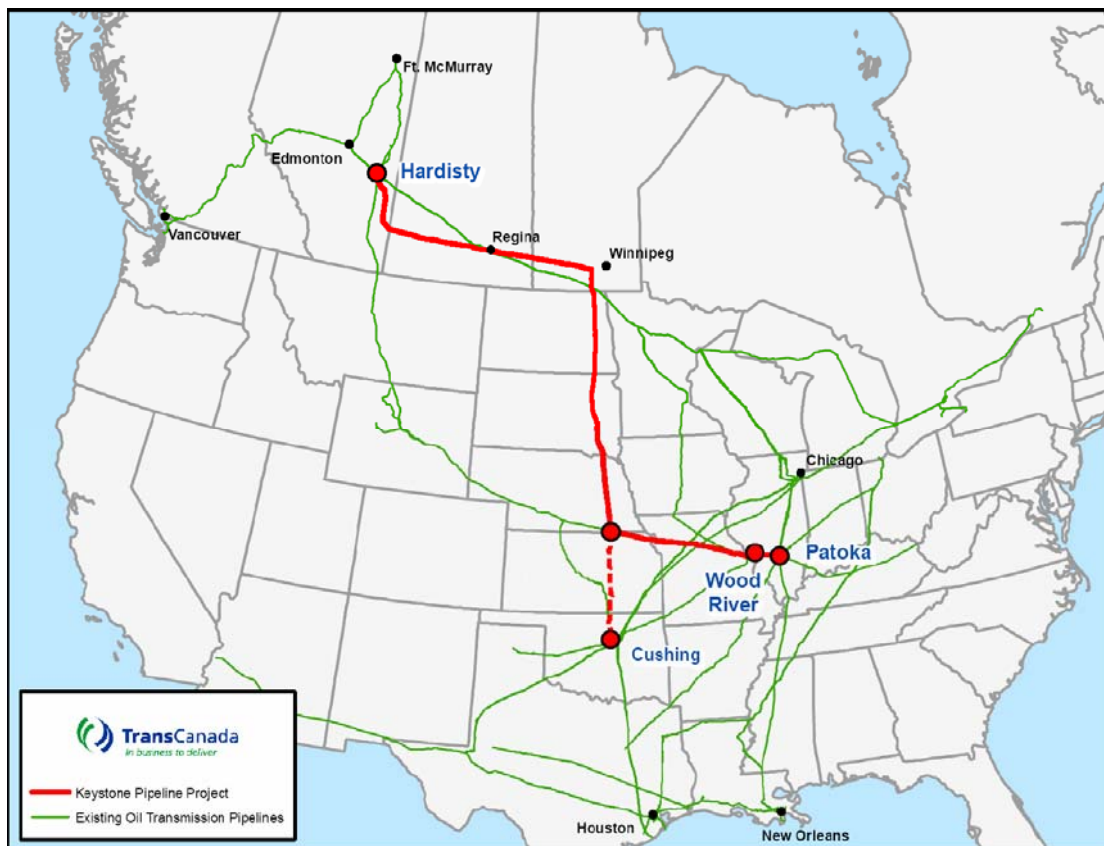 Ft. McMurray
Edmonton
Hardisty
Vancouver
Regina
Winnipeg
Chicago
Patoka
Wood
River
Cushing
TransCanada
In business to deliver
Keystone Pipeline Project
Existing Oil Transmission Pipelines
Houston
New Orleans